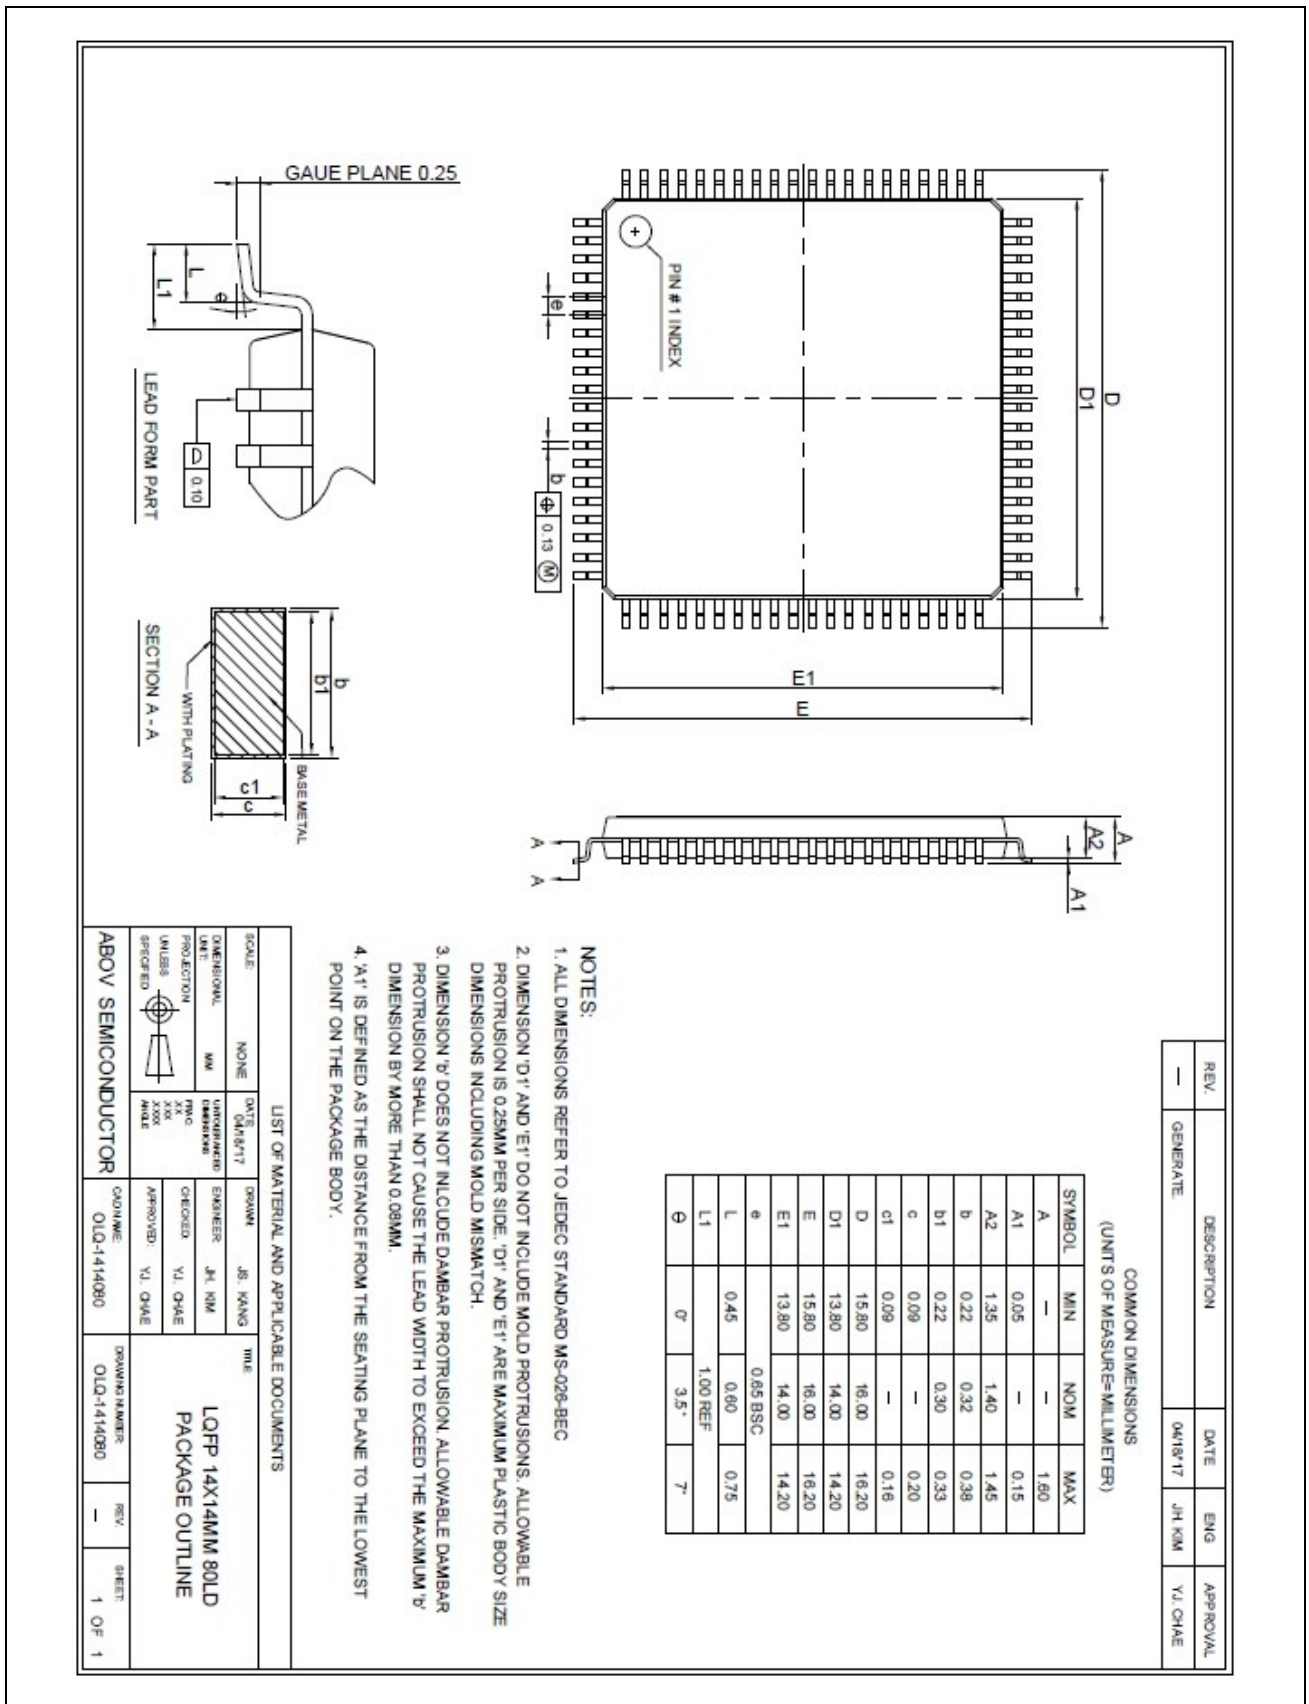 REV. DESCRIPTION DATE ENG APPROVAL
— GENERATE. 04/18/'17 JH. KIM YJ. CHAE
D
D1
PIN # 1 INDEX
e
b
0.13 M
E1
E
A
A2
A1
A
A
COMMON DIMENSIONS
(UNITS OF MEASURE=MILLIMETER)
SYMBOL MIN NOM MAX
A — — 1.60
A1 0.05 — 0.15
A2 1.35 1.40 1.45
b 0.22 0.32 0.38
b1 0.22 0.30 0.33
c 0.09 — 0.20
c1 0.09 — 0.16
D 15.80 16.00 16.20
D1 13.80 14.00 14.20
E 15.80 16.00 16.20
E1 13.80 14.00 14.20
e 0.65 BSC
L 0.45 0.60 0.75
L1 1.00 REF
θ 0° 3.5° 7°
GAUE PLANE 0.25
L
L1
θ
0.10
LEAD FORM PART
b
b1
BASE METAL
c1
c
WITH PLATING
SECTION A - A
NOTES:
1. ALL DIMENSIONS REFER TO JEDEC STANDARD MS-026-BEC
2. DIMENSION 'D1' AND 'E1' DO NOT INCLUDE MOLD PROTRUSIONS. ALLOWABLE
PROTRUSION IS 0.25MM PER SIDE. 'D1' AND 'E1' ARE MAXIMUM PLASTIC BODY SIZE
DIMENSIONS INCLUDING MOLD MISMATCH.
3. DIMENSION 'b' DOES NOT INLCUDE DAMBAR PROTRUSION. ALLOWABLE DAMBAR
PROTRUSION SHALL NOT CAUSE THE LEAD WIDTH TO EXCEED THE MAXIMUM 'b'
DIMENSION BY MORE THAN 0.08MM.
4. 'A1' IS DEFINED AS THE DISTANCE FROM THE SEATING PLANE TO THE LOWEST
POINT ON THE PACKAGE BODY.
LIST OF MATERIAL AND APPLICABLE DOCUMENTS
SCALE: NONE
DATE 04/18/'17
DRAWN: JS. KANG
TITLE:
DIMENSIONAL
UNIT: MM
UNTOLERANCED
DIMENSIONS
ENGINEER: JH. KIM
LQFP 14X14MM 80LD
PACKAGE OUTLINE
PROJECTION
UNLESS
SPECIFIED
FRAC
X.X
X.XX
X.XXX
ANGLE
CHECKED: YJ. CHAE
APPROVED: YJ. CHAE
ABOV SEMICONDUCTOR
CAD NAME: OLQ-1414080
DRAWING NUMBER: OLQ-1414080
REV. —
SHEET: 1 OF 1